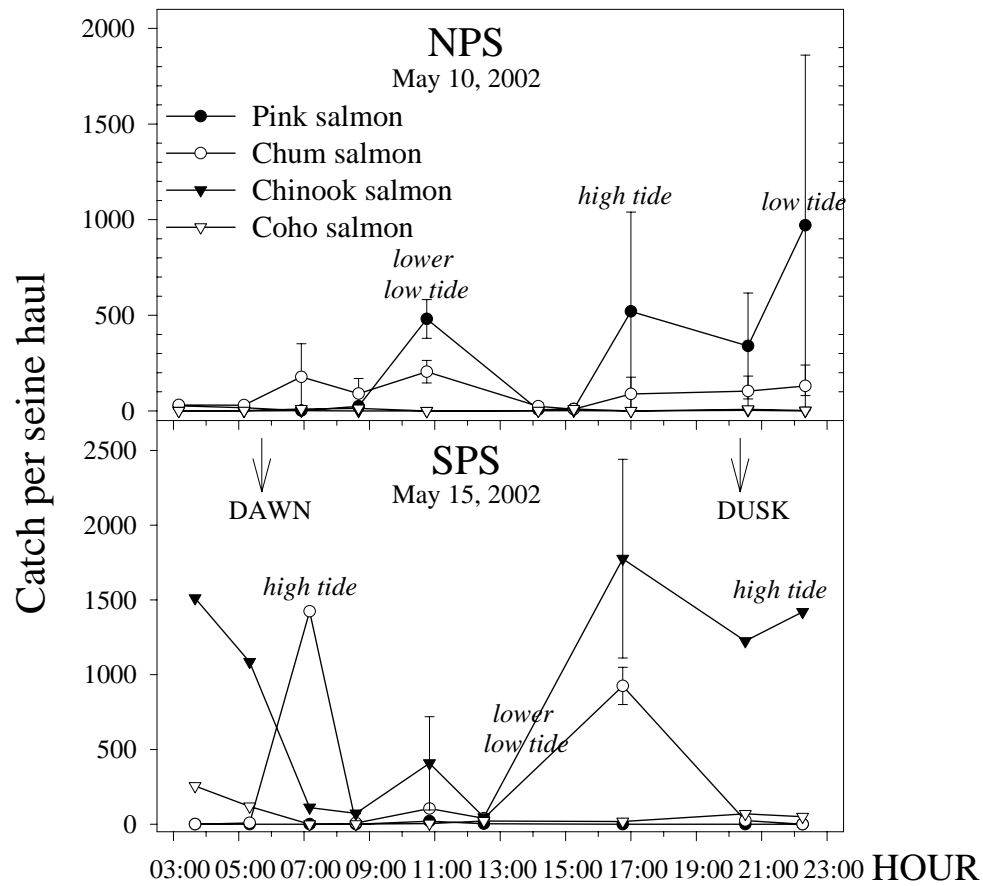 2000
NPS
May 10, 2002
1500
Pink salmon
Chum salmon
Chinook salmon
Coho salmon
1000
high tide
low tide
lower
low tide
500
0
Catch per seine haul
2500
SPS
May 15, 2002
DAWN
DUSK
2000
1500
high tide
high tide
1000
lower
low tide
500
0
03:00 05:00 07:00 09:00 11:00 13:00 15:00 17:00 19:00 21:00 23:00 HOUR